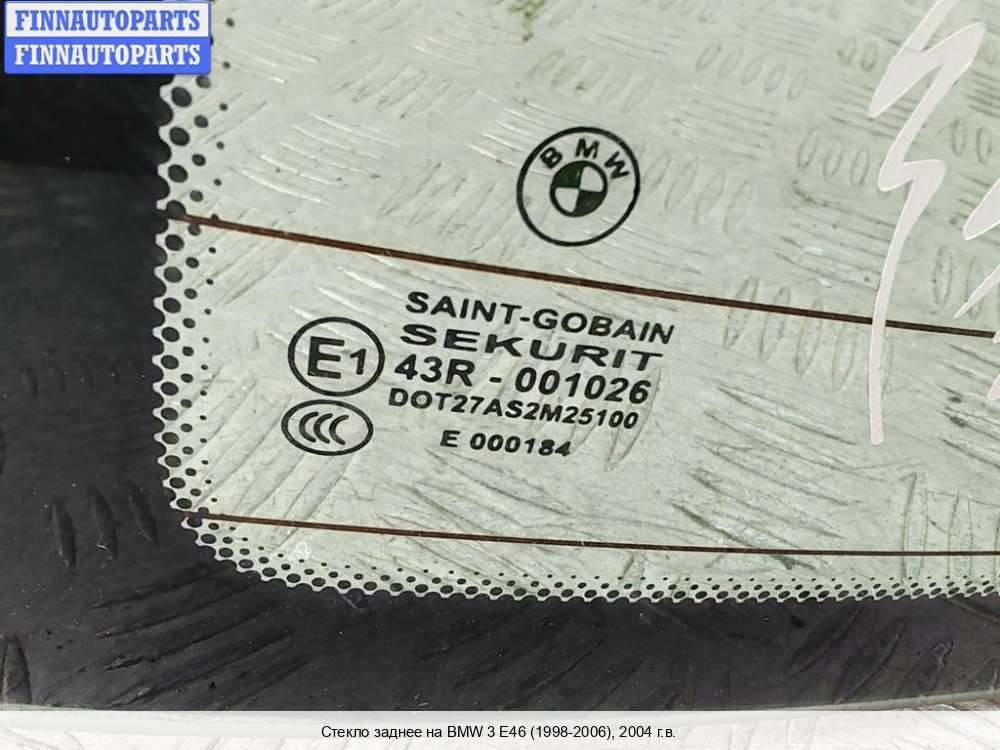 FINNAUTOPARTS
FINNAUTOPARTS
BMW
SAINT-GOBAIN
SEKURIT
E1
43R - 001026
DOT27AS2M25100
CCC
E 000184
Стекло заднее на BMW 3 E46 (1998-2006), 2004 г.в.